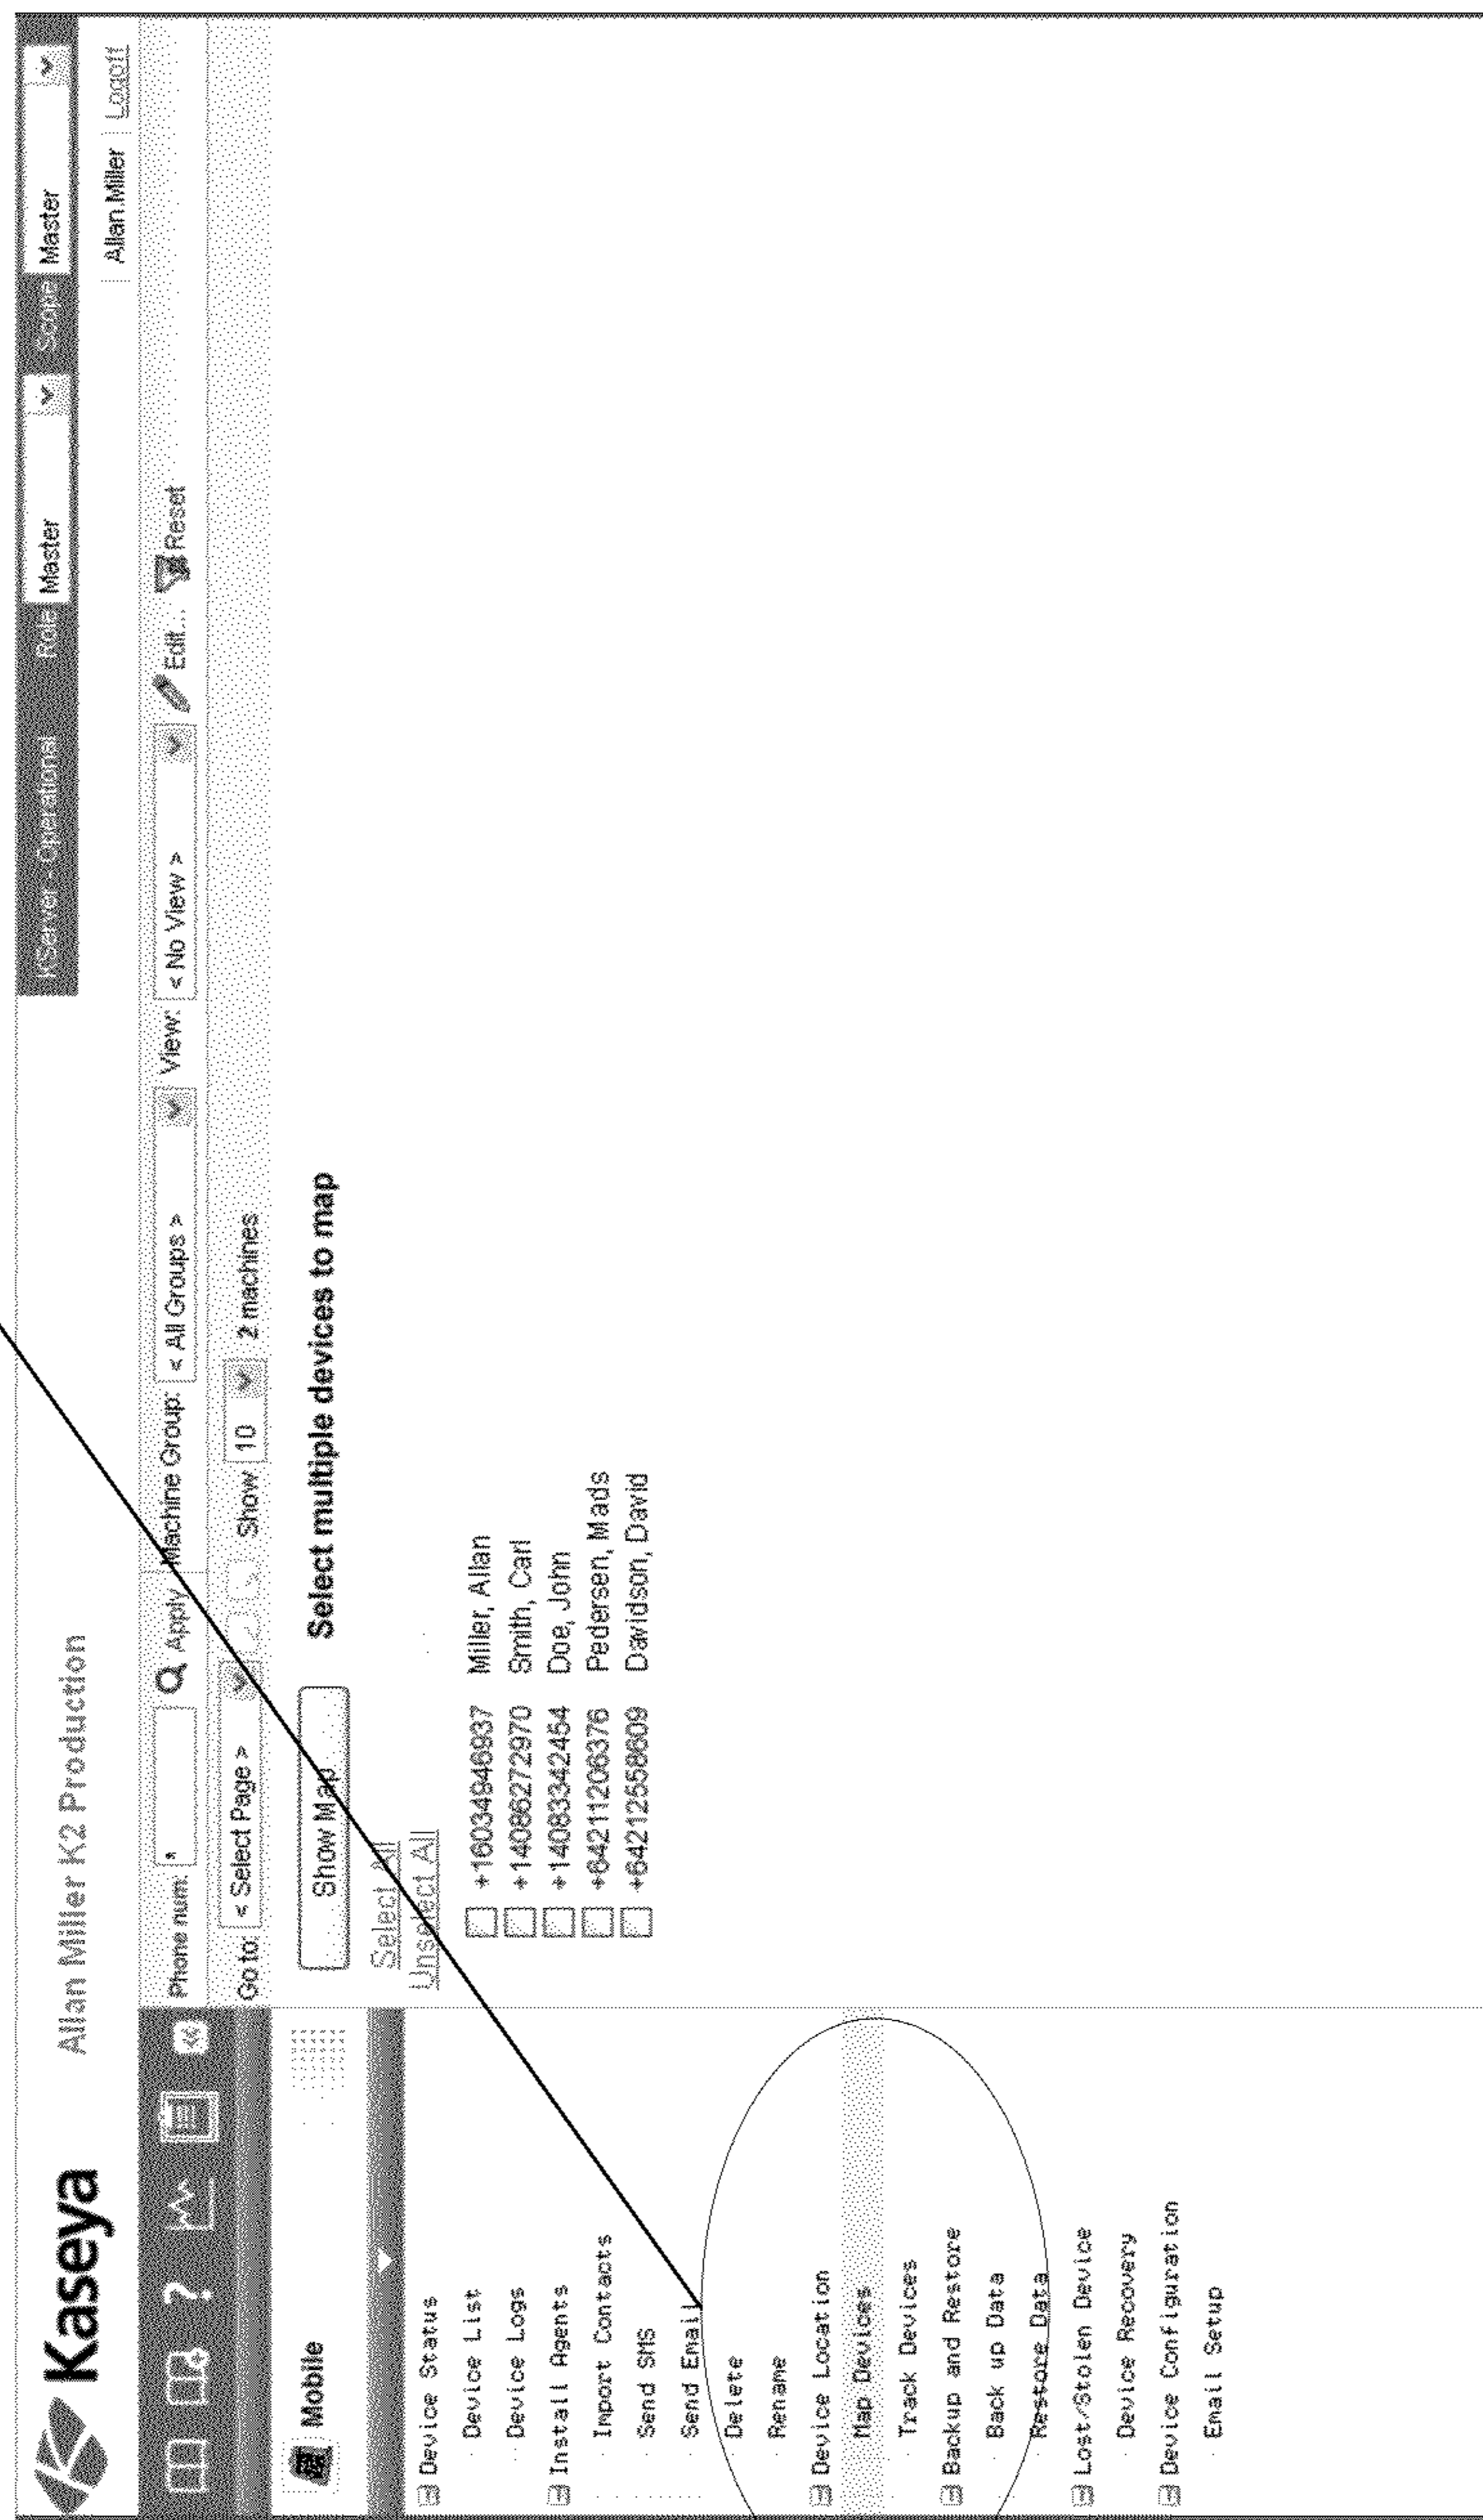 Kaseya
Allan Miller K2 Production
KServer - Operational Role Master Scope Master
Allan.Miller Logoff
Phone num: * Apply Machine Group: < All Groups > View: < No View > Edit... Reset
Go to: < Select Page > Show 10 2 machines
Mobile
Device Status
Device List
Device Logs
Install Agents
Import Contacts
Send SMS
Send Email
Delete
Rename
Device Location
Map Devices
Track Devices
Backup and Restore
Back up Data
Restore Data
Lost/Stolen Device
Device Recovery
Device Configuration
Email Setup
Show Map Select multiple devices to map
Select All
Unselect All
+16034946937 Miller, Allan
+14086272970 Smith, Carl
+14083342454 Doe, John
+64211206376 Pedersen, Mads
+64212558609 Davidson, David